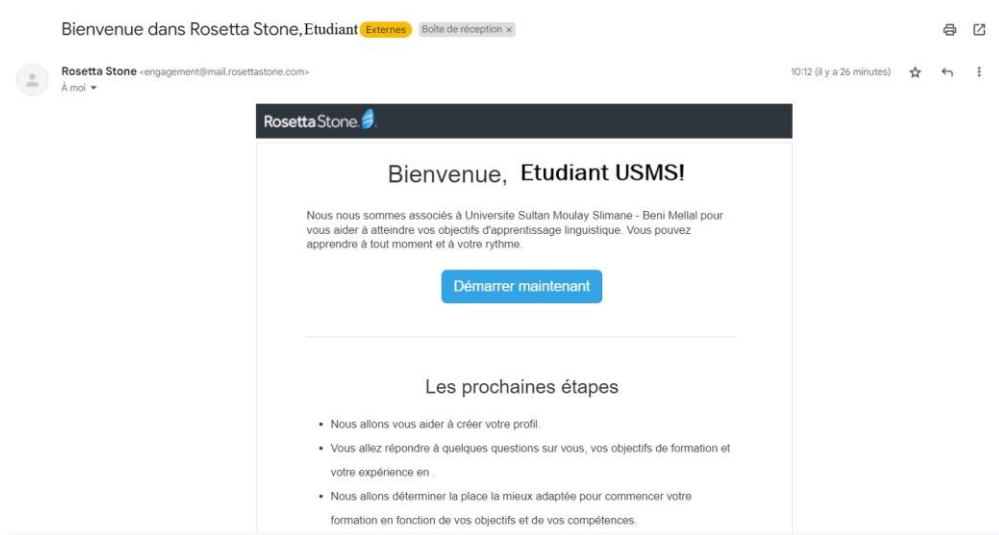 Bienvenue dans Rosetta Stone,Etudiant Externes Boîte de réception ×
Rosetta Stone <engagement@mail.rosettastone.com> 10:12 (il y a 26 minutes)
À moi
RosettaStone.
Bienvenue, Etudiant USMS!
Nous nous sommes associés à Universite Sultan Moulay Slimane - Beni Mellal pour
vous aider à atteindre vos objectifs d'apprentissage linguistique. Vous pouvez
apprendre à tout moment et à votre rythme.
Démarrer maintenant
Les prochaines étapes
• Nous allons vous aider à créer votre profil.
• Vous allez répondre à quelques questions sur vous, vos objectifs de formation et
votre expérience en .
• Nous allons déterminer la place la mieux adaptée pour commencer votre
formation en fonction de vos objectifs et de vos compétences.